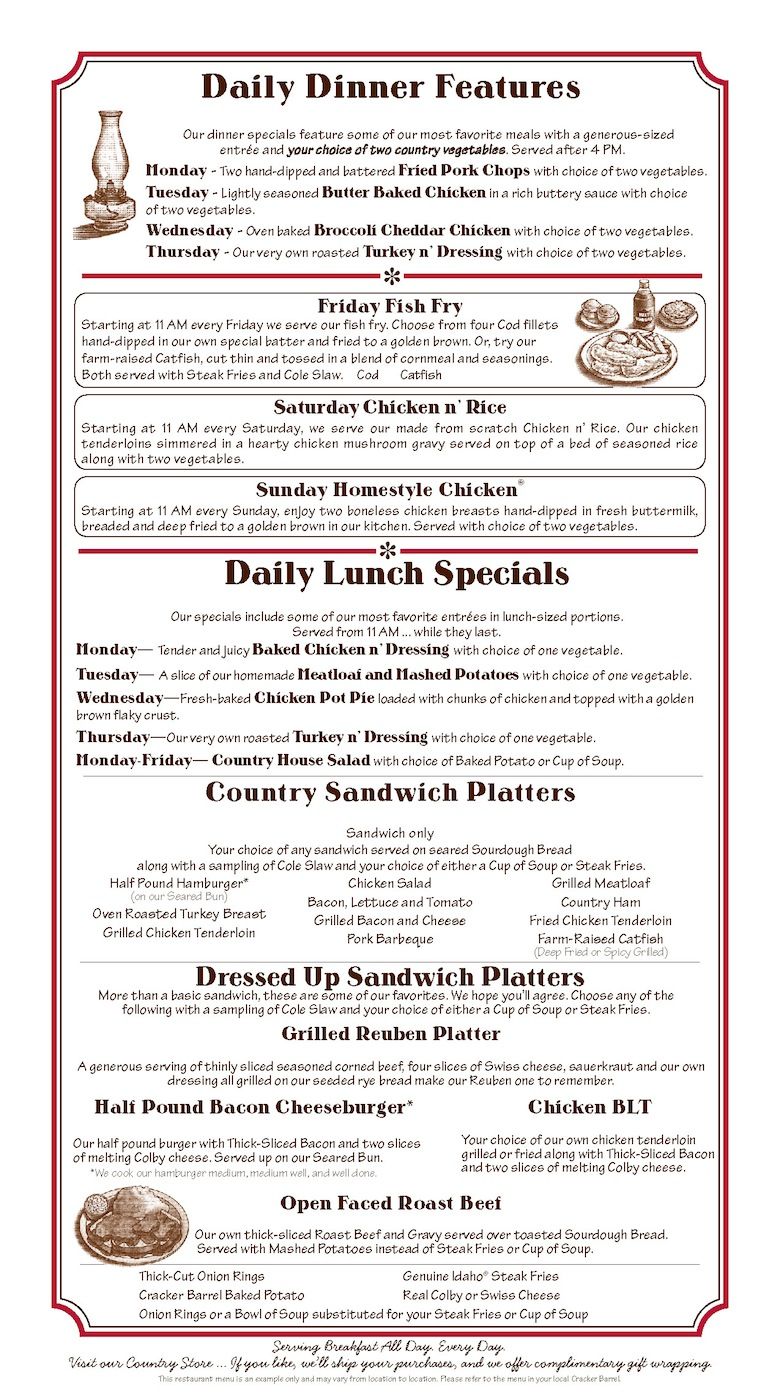 Daily Dinner Features
Our dinner specials feature some of our most favorite meals with a generous-sized
entrée and your choice of two country vegetables. Served after 4 PM.
Monday - Two hand-dipped and battered Fried Pork Chops with choice of two vegetables.
Tuesday - Lightly seasoned Butter Baked Chicken in a rich buttery sauce with choice
of two vegetables.
Wednesday - Oven baked Broccoli Cheddar Chicken with choice of two vegetables.
Thursday - Our very own roasted Turkey n' Dressing with choice of two vegetables.
Friday Fish Fry
Starting at 11 AM every Friday we serve our fish fry. Choose from four Cod fillets
hand-dipped in our own special batter and fried to a golden brown. Or, try our
farm-raised Catfish, cut thin and tossed in a blend of cornmeal and seasonings.
Both served with Steak Fries and Cole Slaw. Cod Catfish
Saturday Chicken n' Rice
Starting at 11 AM every Saturday, we serve our made from scratch Chicken n' Rice. Our chicken
tenderloins simmered in a hearty chicken mushroom gravy served on top of a bed of seasoned rice
along with two vegetables.
Sunday Homestyle Chicken®
Starting at 11 AM every Sunday, enjoy two boneless chicken breasts hand-dipped in fresh buttermilk,
breaded and deep fried to a golden brown in our kitchen. Served with choice of two vegetables.
Daily Lunch Specials
Our specials include some of our most favorite entrées in lunch-sized portions.
Served from 11 AM ... while they last.
Monday— Tender and Juicy Baked Chicken n' Dressing with choice of one vegetable.
Tuesday— A slice of our homemade Meatloaf and Mashed Potatoes with choice of one vegetable.
Wednesday—Fresh-baked Chicken Pot Pie loaded with chunks of chicken and topped with a golden
brown flaky crust.
Thursday—Our very own roasted Turkey n' Dressing with choice of one vegetable.
Monday-Friday— Country House Salad with choice of Baked Potato or Cup of Soup.
Country Sandwich Platters
Sandwich only
Your choice of any sandwich served on seared Sourdough Bread
along with a sampling of Cole Slaw and your choice of either a Cup of Soup or Steak Fries.
Half Pound Hamburger*
(on our Seared Bun)
Oven Roasted Turkey Breast
Grilled Chicken Tenderloin
Chicken Salad
Bacon, Lettuce and Tomato
Grilled Bacon and Cheese
Pork Barbeque
Grilled Meatloaf
Country Ham
Fried Chicken Tenderloin
Farm-Raised Catfish
(Deep Fried or Spicy Grilled)
Dressed Up Sandwich Platters
More than a basic sandwich, these are some of our favorites. We hope you'll agree. Choose any of the
following with a sampling of Cole Slaw and your choice of either a Cup of Soup or Steak Fries.
Grilled Reuben Platter
A generous serving of thinly sliced seasoned corned beef, four slices of Swiss cheese, sauerkraut and our own
dressing all grilled on our seeded rye bread make our Reuben one to remember.
Half Pound Bacon Cheeseburger*
Our half pound burger with Thick-Sliced Bacon and two slices
of melting Colby cheese. Served up on our Seared Bun.
*We cook our hamburger medium, medium well, and well done.
Chicken BLT
Your choice of our own chicken tenderloin
grilled or fried along with Thick-Sliced Bacon
and two slices of melting Colby cheese.
Open Faced Roast Beef
Our own thick-sliced Roast Beef and Gravy served over toasted Sourdough Bread.
Served with Mashed Potatoes instead of Steak Fries or Cup of Soup.
Thick-Cut Onion Rings
Genuine Idaho® Steak Fries
Cracker Barrel Baked Potato
Real Colby or Swiss Cheese
Onion Rings or a Bowl of Soup substituted for your Steak Fries or Cup of Soup
Serving Breakfast All Day. Every Day.
Visit our Country Store ... If you like, we'll ship your purchases, and we offer complimentary gift wrapping.
This restaurant menu is an example only and may vary from location to location. Please refer to the menu in your local Cracker Barrel.